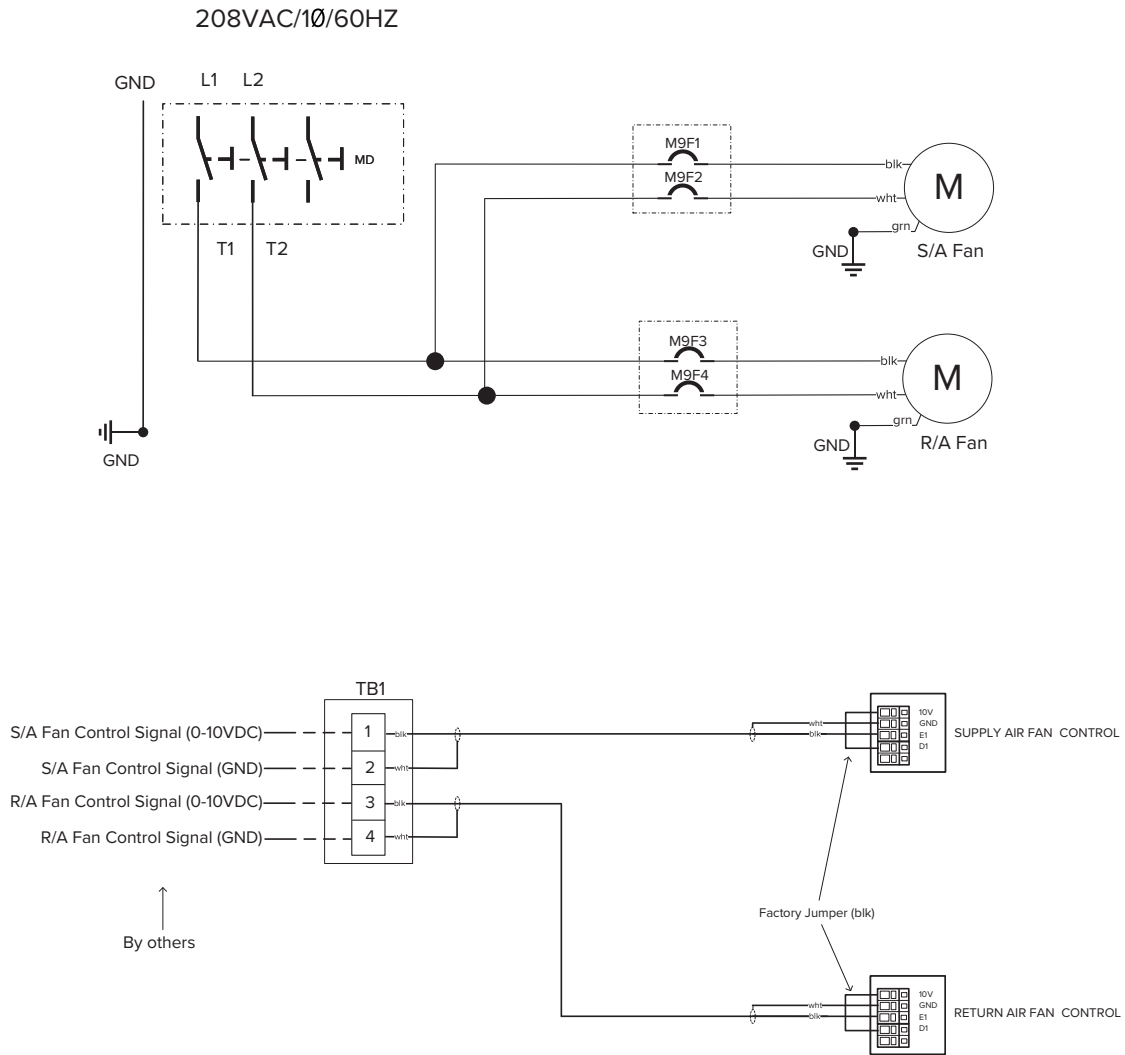 208VAC/1Ø/60HZ
GND L1 L2
MD
T1 T2
GND
M9F1
M9F2
blk
wht
grn
M
GND
S/A Fan
M9F3
M9F4
blk
wht
grn
M
GND
R/A Fan
TB1
S/A Fan Control Signal (0-10VDC) 1 blk
S/A Fan Control Signal (GND) 2 wht
R/A Fan Control Signal (0-10VDC) 3 blk
R/A Fan Control Signal (GND) 4 wht
By others
wht
blk
10V
GND
E1
D1
SUPPLY AIR FAN CONTROL
Factory Jumper (blk)
wht
blk
10V
GND
E1
D1
RETURN AIR FAN CONTROL